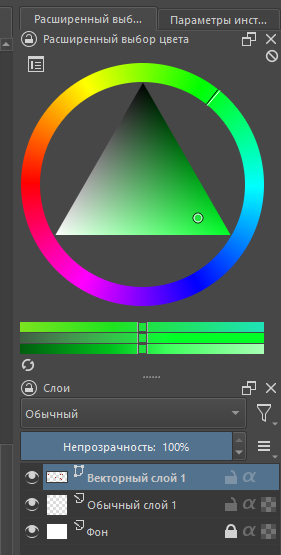 Расширенный выб...
Параметры инст...
Расширенный выбор цвета
Слои
Обычный
Непрозрачность: 100%
Векторный слой 1
Обычный слой 1
Фон